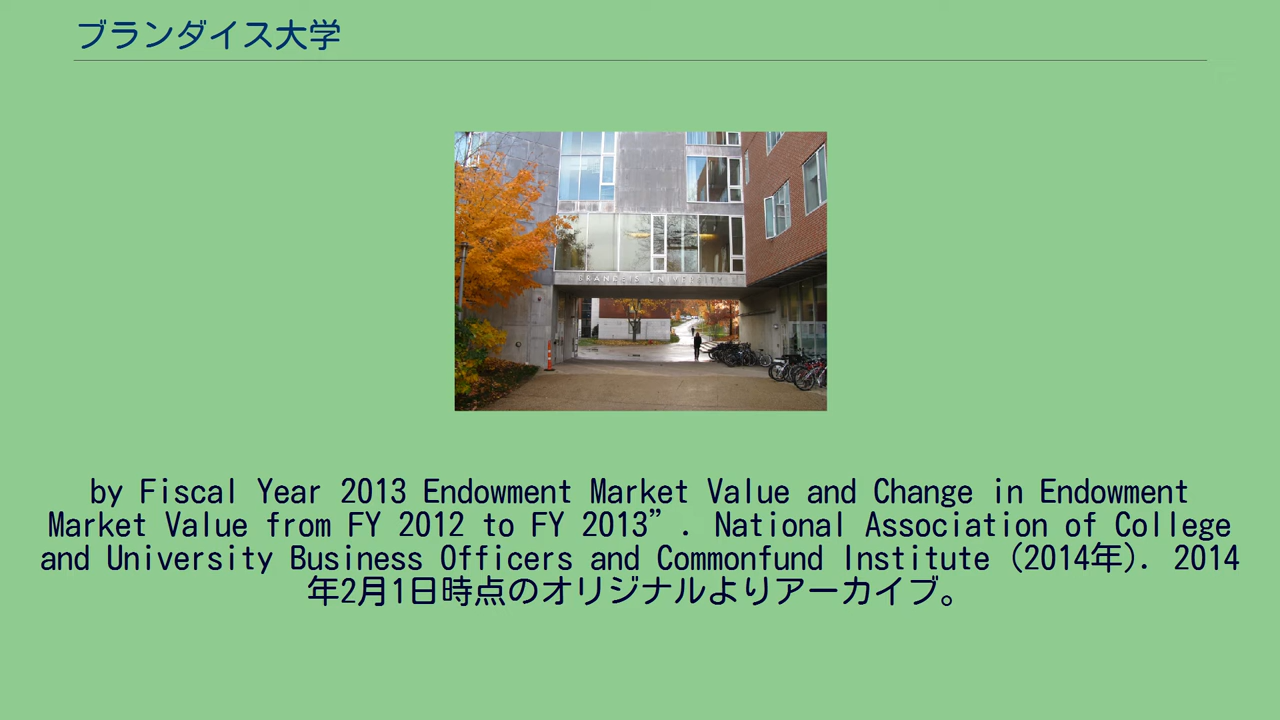 ブランダイス大学
BRANDEIS UNIVERSITY
by Fiscal Year 2013 Endowment Market Value and Change in Endowment
Market Value from FY 2012 to FY 2013”. National Association of College
and University Business Officers and Commonfund Institute (2014年). 2014
年2月1日時点のオリジナルよりアーカイブ。